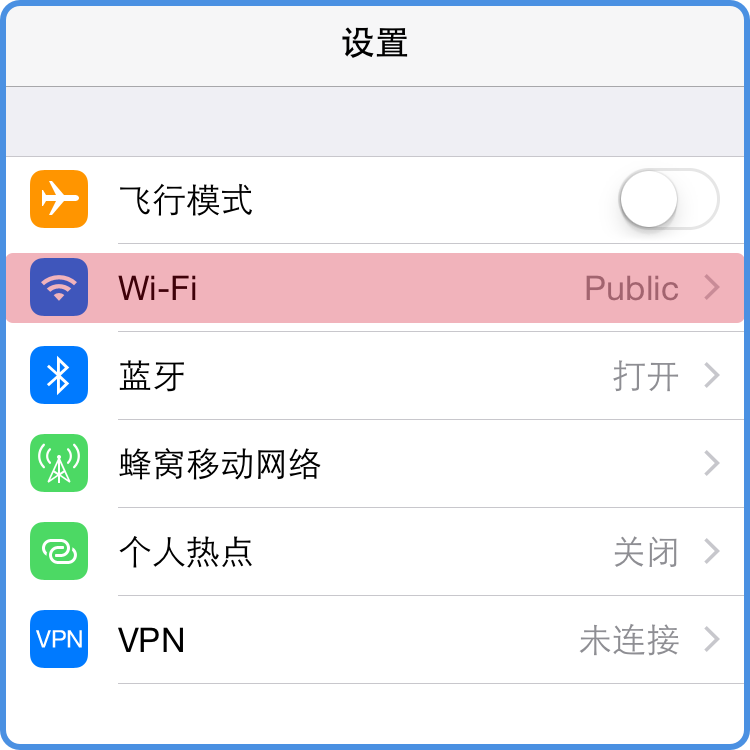 设置
飞行模式
Wi-Fi Public
蓝牙 打开
蜂窝移动网络
个人热点 关闭
VPN VPN 未连接